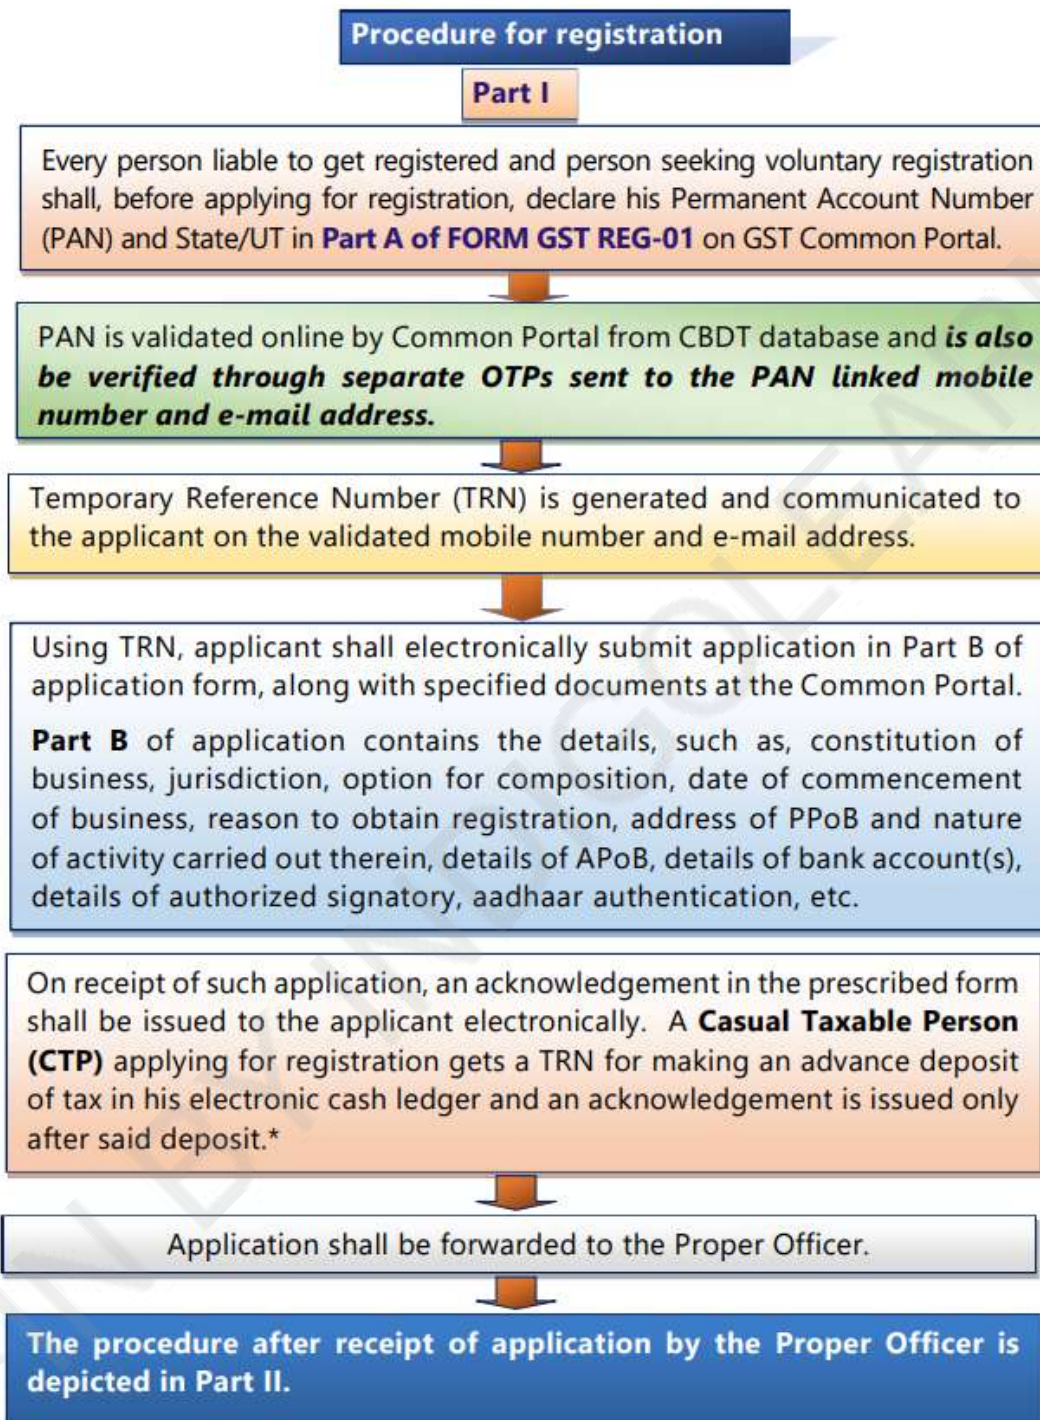 Procedure for registration
Part I
Every person liable to get registered and person seeking voluntary registration
shall, before applying for registration, declare his Permanent Account Number
(PAN) and State/UT in Part A of FORM GST REG-01 on GST Common Portal.
PAN is validated online by Common Portal from CBDT database and is also
be verified through separate OTPs sent to the PAN linked mobile
number and e-mail address.
Temporary Reference Number (TRN) is generated and communicated to
the applicant on the validated mobile number and e-mail address.
Using TRN, applicant shall electronically submit application in Part B of
application form, along with specified documents at the Common Portal.
Part B of application contains the details, such as, constitution of
business, jurisdiction, option for composition, date of commencement
of business, reason to obtain registration, address of PPoB and nature
of activity carried out therein, details of APoB, details of bank account(s),
details of authorized signatory, aadhaar authentication, etc.
On receipt of such application, an acknowledgement in the prescribed form
shall be issued to the applicant electronically. A Casual Taxable Person
(CTP) applying for registration gets a TRN for making an advance deposit
of tax in his electronic cash ledger and an acknowledgement is issued only
after said deposit.*
Application shall be forwarded to the Proper Officer.
The procedure after receipt of application by the Proper Officer is
depicted in Part II.